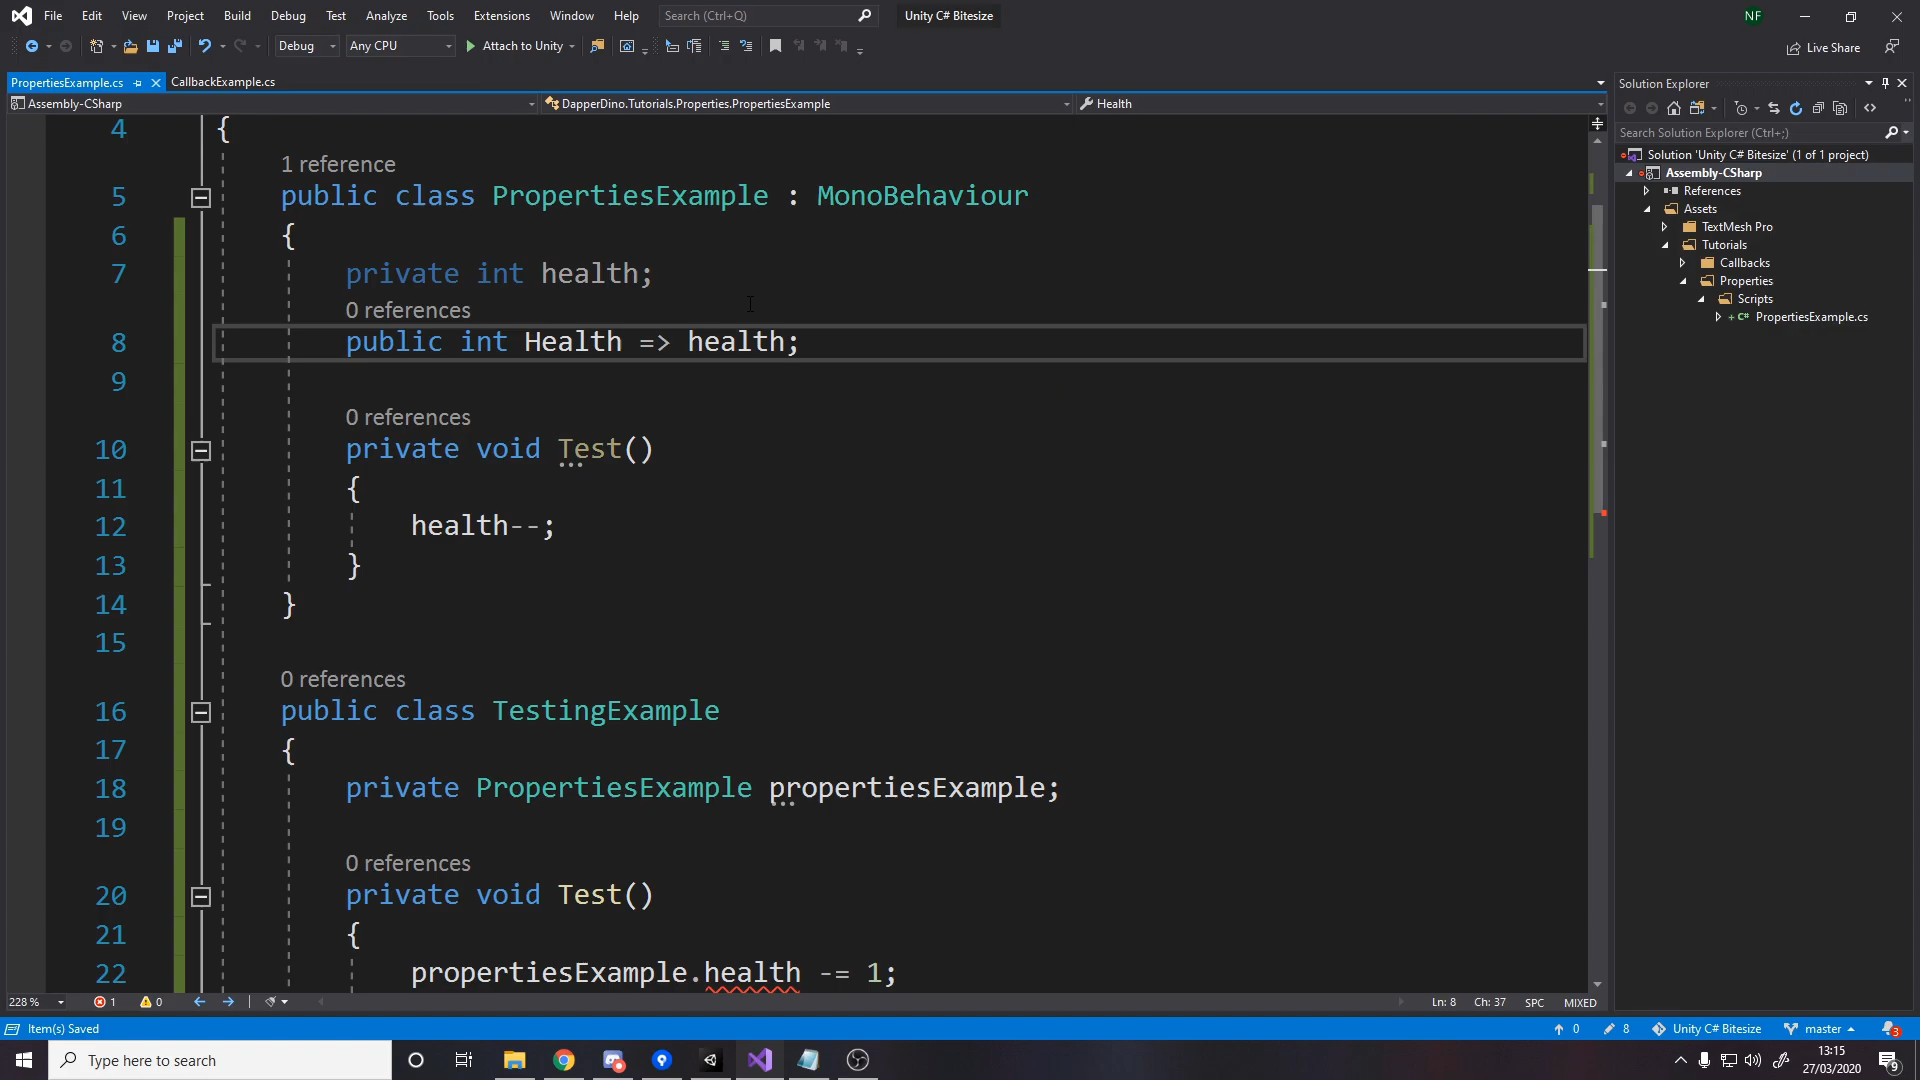 File Edit View Project Build Debug Test Analyze Tools Extensions Window Help Search (Ctrl+Q) Unity C# Bitesize NF
Debug Any CPU Attach to Unity Live Share
PropertiesExample.cs CallbackExample.cs
Assembly-CSharp DapperDino.Tutorials.Properties.PropertiesExample Health
4 {
1 reference
5 public class PropertiesExample : MonoBehaviour
6 {
7 private int health;
0 references
8 public int Health => health;
9
0 references
10 private void Test()
11 {
12 health--;
13 }
14 }
15
0 references
16 public class TestingExample
17 {
18 private PropertiesExample propertiesExample;
19
0 references
20 private void Test()
21 {
22 propertiesExample.health -= 1;
Solution Explorer
Search Solution Explorer (Ctrl+;)
Solution 'Unity C# Bitesize' (1 of 1 project)
Assembly-CSharp
References
Assets
TextMesh Pro
Tutorials
Callbacks
Properties
Scripts
C# PropertiesExample.cs
228 % 1 0 Ln: 8 Ch: 37 SPC MIXED
Item(s) Saved 0 8 Unity C# Bitesize master 3
Type here to search 13:15
27/03/2020 9